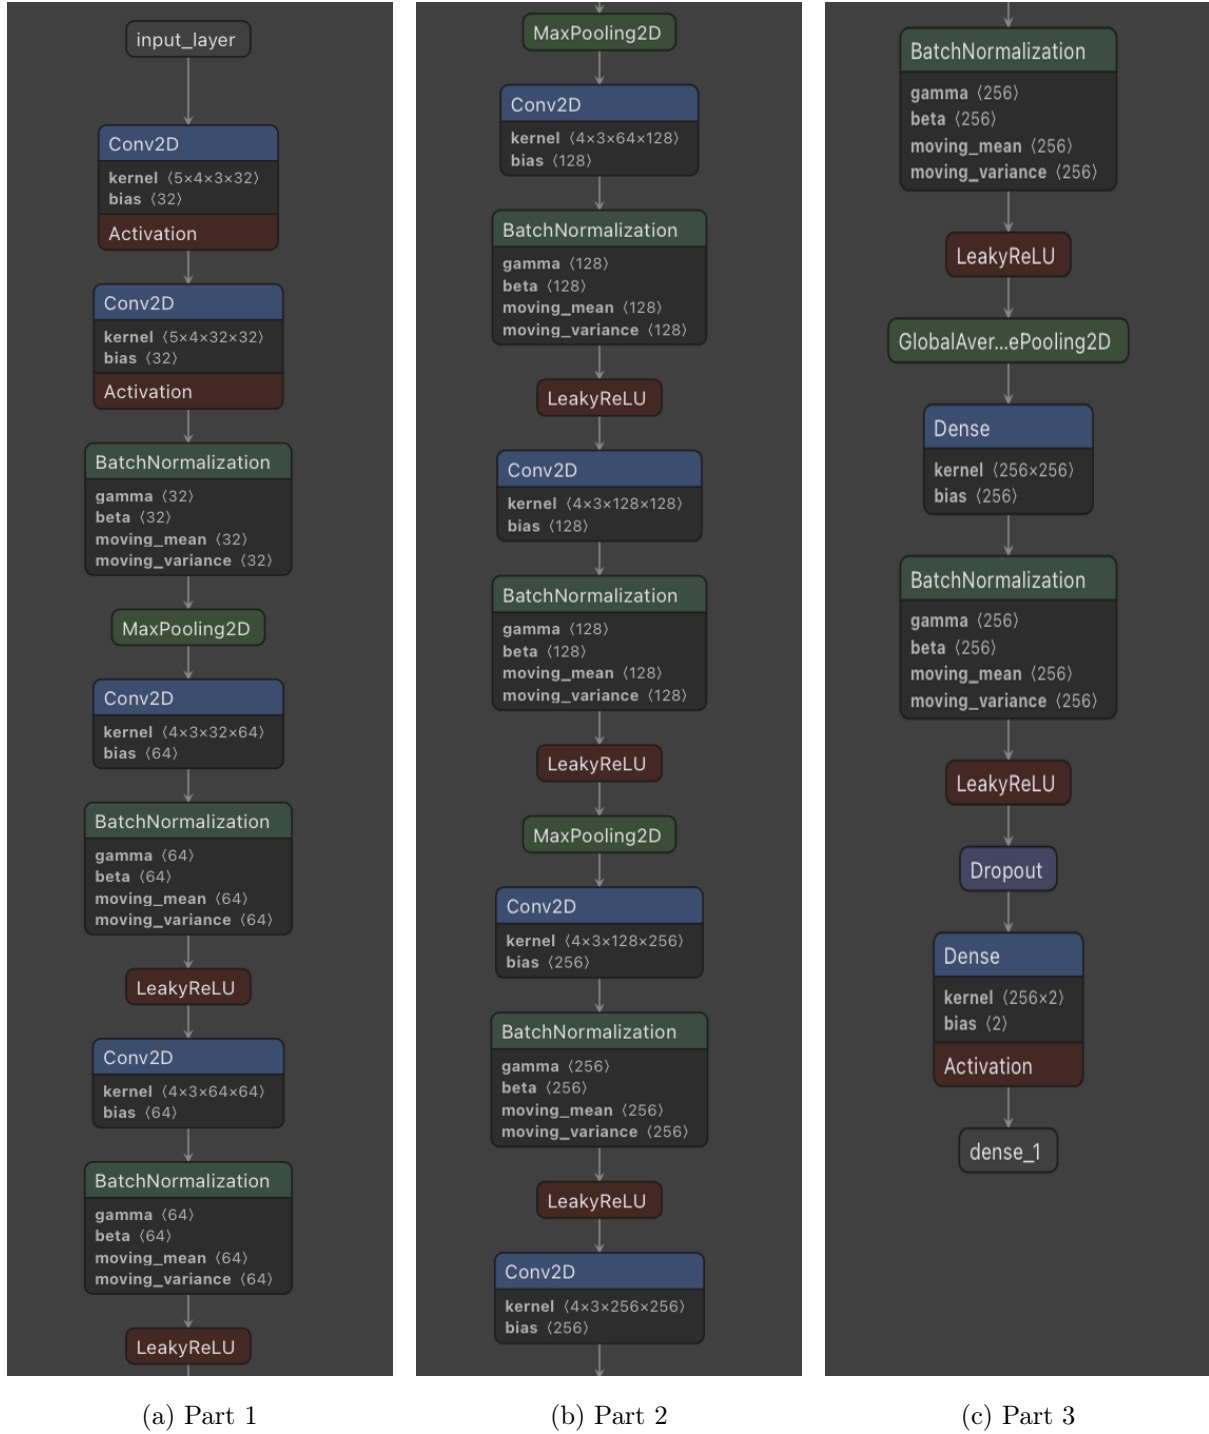 input_layer
Conv2D
kernel ⟨5×4×3×32⟩
bias ⟨32⟩
Activation
Conv2D
kernel ⟨5×4×32×32⟩
bias ⟨32⟩
Activation
BatchNormalization
gamma ⟨32⟩
beta ⟨32⟩
moving_mean ⟨32⟩
moving_variance ⟨32⟩
MaxPooling2D
Conv2D
kernel ⟨4×3×32×64⟩
bias ⟨64⟩
BatchNormalization
gamma ⟨64⟩
beta ⟨64⟩
moving_mean ⟨64⟩
moving_variance ⟨64⟩
LeakyReLU
Conv2D
kernel ⟨4×3×64×64⟩
bias ⟨64⟩
BatchNormalization
gamma ⟨64⟩
beta ⟨64⟩
moving_mean ⟨64⟩
moving_variance ⟨64⟩
LeakyReLU
(a) Part 1
MaxPooling2D
Conv2D
kernel ⟨4×3×64×128⟩
bias ⟨128⟩
BatchNormalization
gamma ⟨128⟩
beta ⟨128⟩
moving_mean ⟨128⟩
moving_variance ⟨128⟩
LeakyReLU
Conv2D
kernel ⟨4×3×128×128⟩
bias ⟨128⟩
BatchNormalization
gamma ⟨128⟩
beta ⟨128⟩
moving_mean ⟨128⟩
moving_variance ⟨128⟩
LeakyReLU
MaxPooling2D
Conv2D
kernel ⟨4×3×128×256⟩
bias ⟨256⟩
BatchNormalization
gamma ⟨256⟩
beta ⟨256⟩
moving_mean ⟨256⟩
moving_variance ⟨256⟩
LeakyReLU
Conv2D
kernel ⟨4×3×256×256⟩
bias ⟨256⟩
(b) Part 2
BatchNormalization
gamma ⟨256⟩
beta ⟨256⟩
moving_mean ⟨256⟩
moving_variance ⟨256⟩
LeakyReLU
GlobalAver...ePooling2D
Dense
kernel ⟨256×256⟩
bias ⟨256⟩
BatchNormalization
gamma ⟨256⟩
beta ⟨256⟩
moving_mean ⟨256⟩
moving_variance ⟨256⟩
LeakyReLU
Dropout
Dense
kernel ⟨256×2⟩
bias ⟨2⟩
Activation
dense_1
(c) Part 3